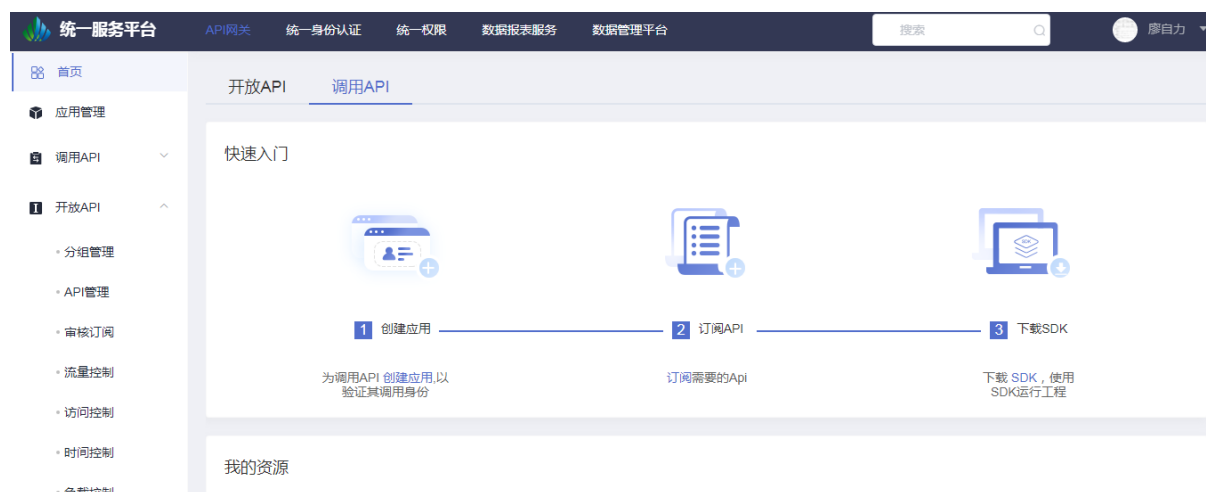 统一服务平台
API网关 统一身份认证 统一权限 数据报表服务 数据管理平台 搜索 廖自力
首页
应用管理
调用API
开放API
分组管理
API管理
审核订阅
流量控制
访问控制
时间控制
开放API 调用API
快速入门
1 创建应用 2 订阅API 3 下载SDK
为调用API 创建应用,以
验证其调用身份
订阅需要的Api
下载 SDK，使用
SDK运行工程
我的资源